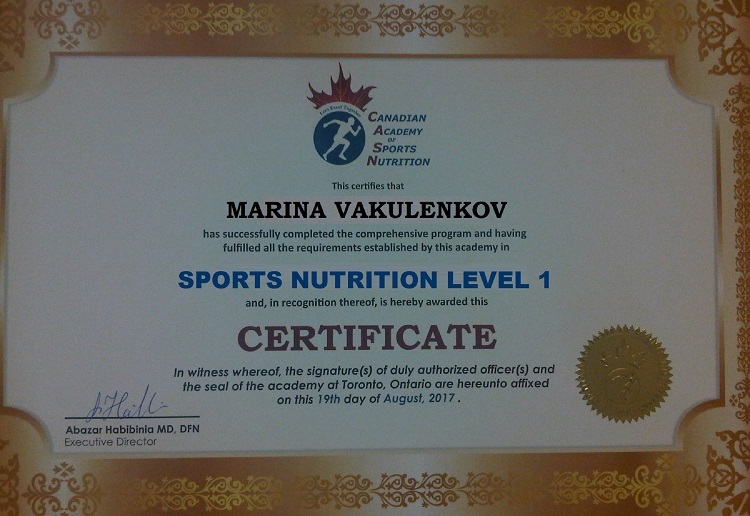 Let's Excel Together
CANADIAN
ACADEMY
OF
SPORTS
NUTRITION
This certifies that
MARINA VAKULENKOV
has successfully completed the comprehensive program and having
fulfilled all the requirements established by this academy in
SPORTS NUTRITION LEVEL 1
and, in recognition thereof, is hereby awarded this
CERTIFICATE
In witness whereof, the signature(s) of duly authorized officer(s) and
the seal of the academy at Toronto, Ontario are hereunto affixed
on this 19th day of August, 2017 .
Abazar Habibinia MD, DFN
Executive Director